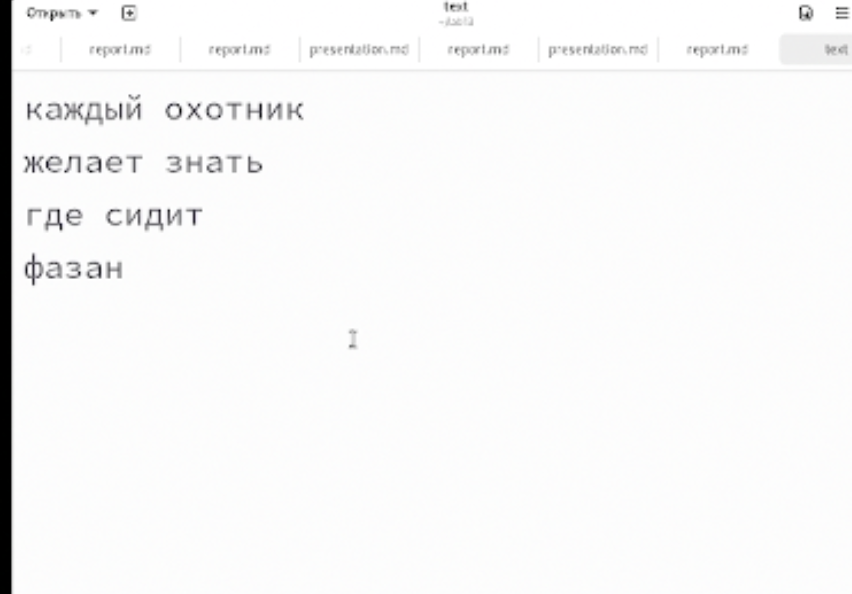 Открыть
text
report.md report.md presentation.md report.md presentation.md report.md text
каждый охотник
желает знать
где сидит
фазан